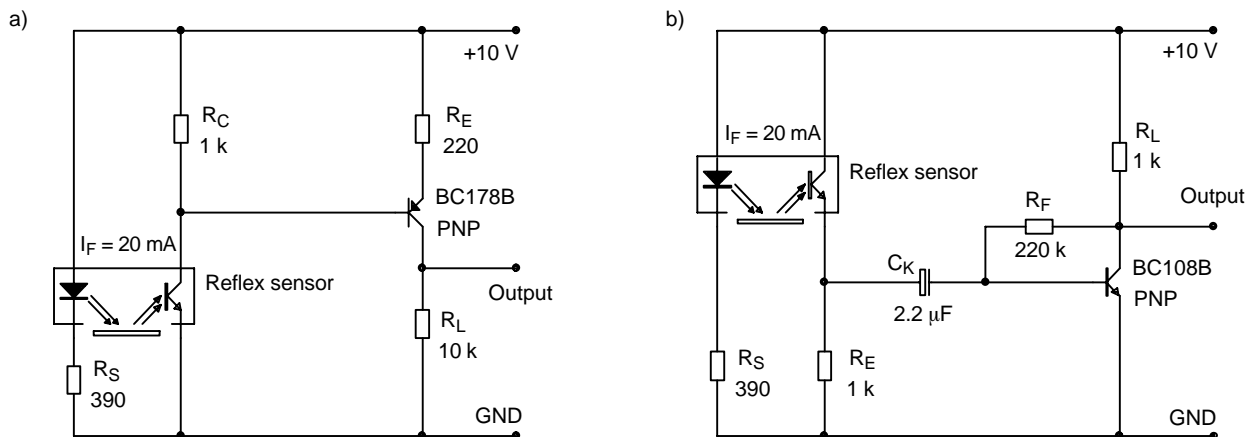 a)
+10 V
R_C
1 k
R_E
220
BC178B
PNP
I_F = 20 mA
Reflex sensor
Output
R_L
10 k
R_S
390
GND
b)
+10 V
R_L
1 k
I_F = 20 mA
Reflex sensor
R_F
220 k
Output
C_K
2.2 µF
BC108B
PNP
R_S
390
R_E
1 k
GND